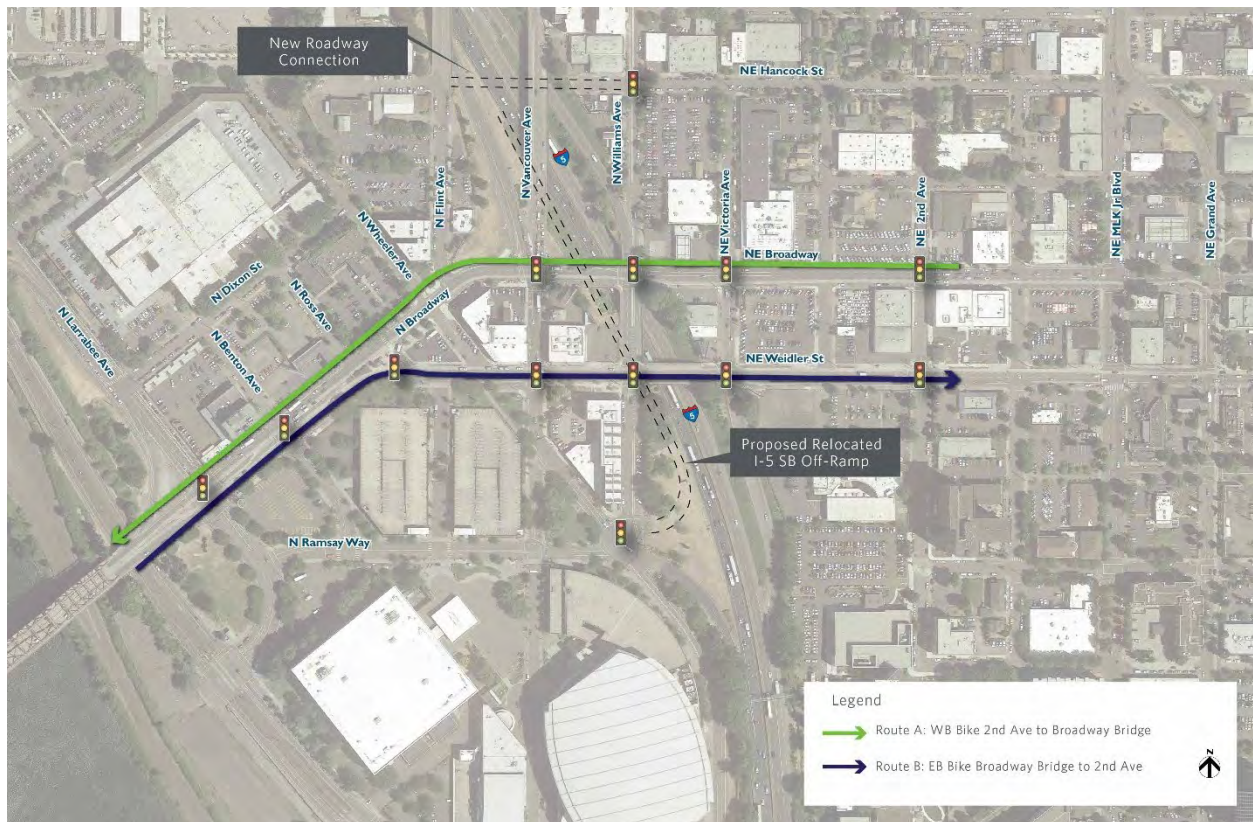 New Roadway
Connection
NE Hancock St
N Vancouver Ave
N Williams Ave
5
N Flint Ave
NE Victoria Ave
NE 2nd Ave
NE MLK Jr Blvd
NE Grand Ave
N Wheeler Ave
NE Broadway
N Dixon St
N Ross Ave
N Broadway
N Larrabee Ave
N Benton Ave
NE Weidler St
5
Proposed Relocated
I-5 SB Off-Ramp
N Ramsay Way
Legend
Route A: WB Bike 2nd Ave to Broadway Bridge
Route B: EB Bike Broadway Bridge to 2nd Ave
N